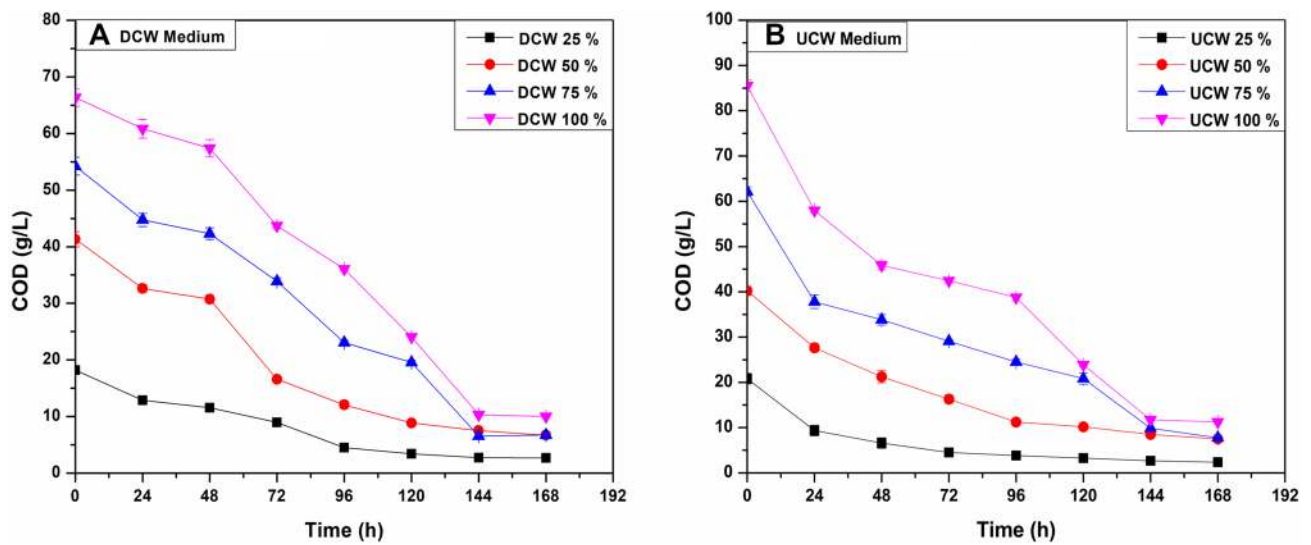 A DCW Medium
DCW 25 %
DCW 50 %
DCW 75 %
DCW 100 %
80
70
60
50
40
30
20
10
0
COD (g/L)
0 24 48 72 96 120 144 168 192
Time (h)
B UCW Medium
UCW 25 %
UCW 50 %
UCW 75 %
UCW 100 %
100
90
80
70
60
50
40
30
20
10
0
COD (g/L)
0 24 48 72 96 120 144 168 192
Time (h)